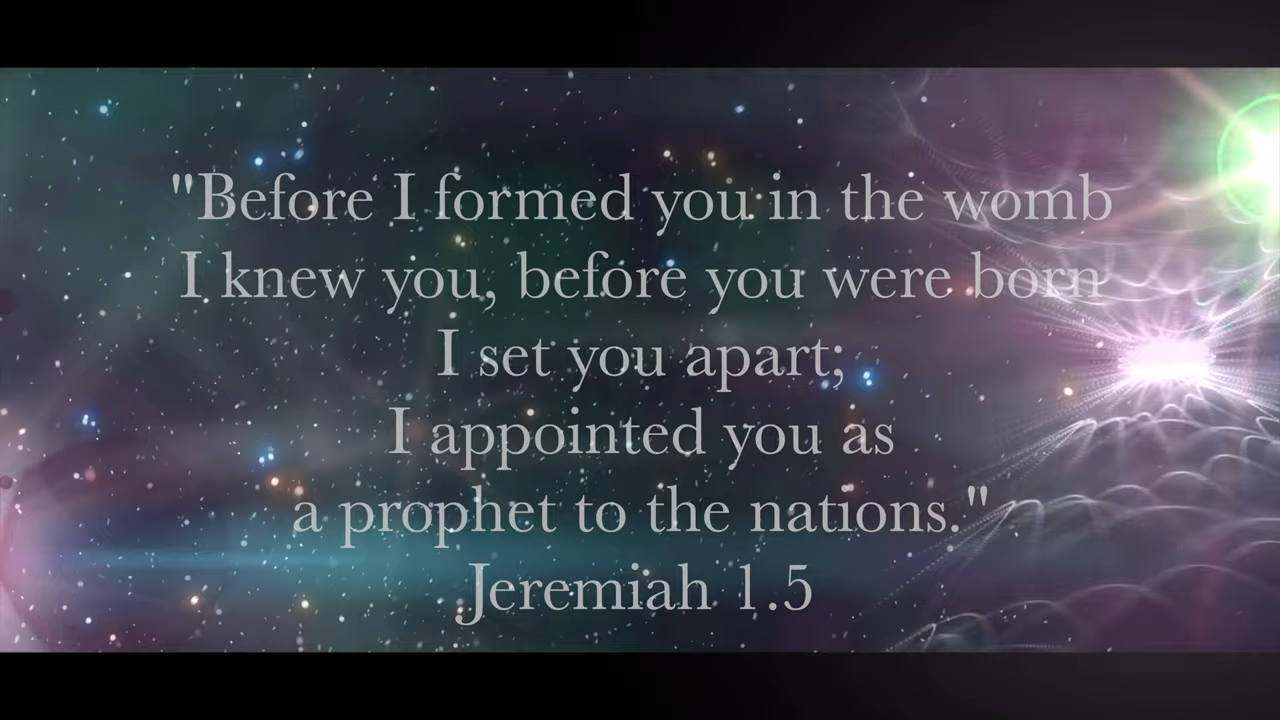 "Before I formed you in the womb
I knew you, before you were born
I set you apart;
I appointed you as
a prophet to the nations."
Jeremiah 1.5